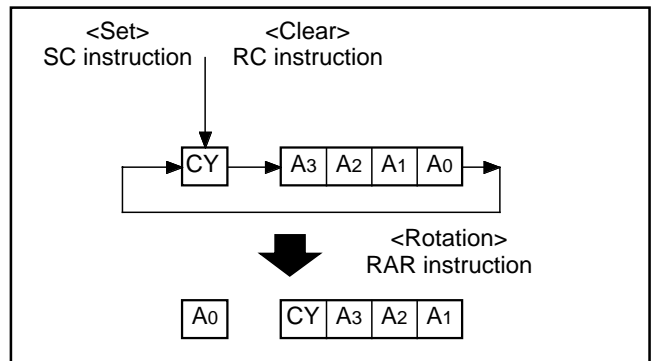 <Set> <Clear>
SC instruction RC instruction
CY A3 A2 A1 A0
<Rotation>
RAR instruction
A0 CY A3 A2 A1